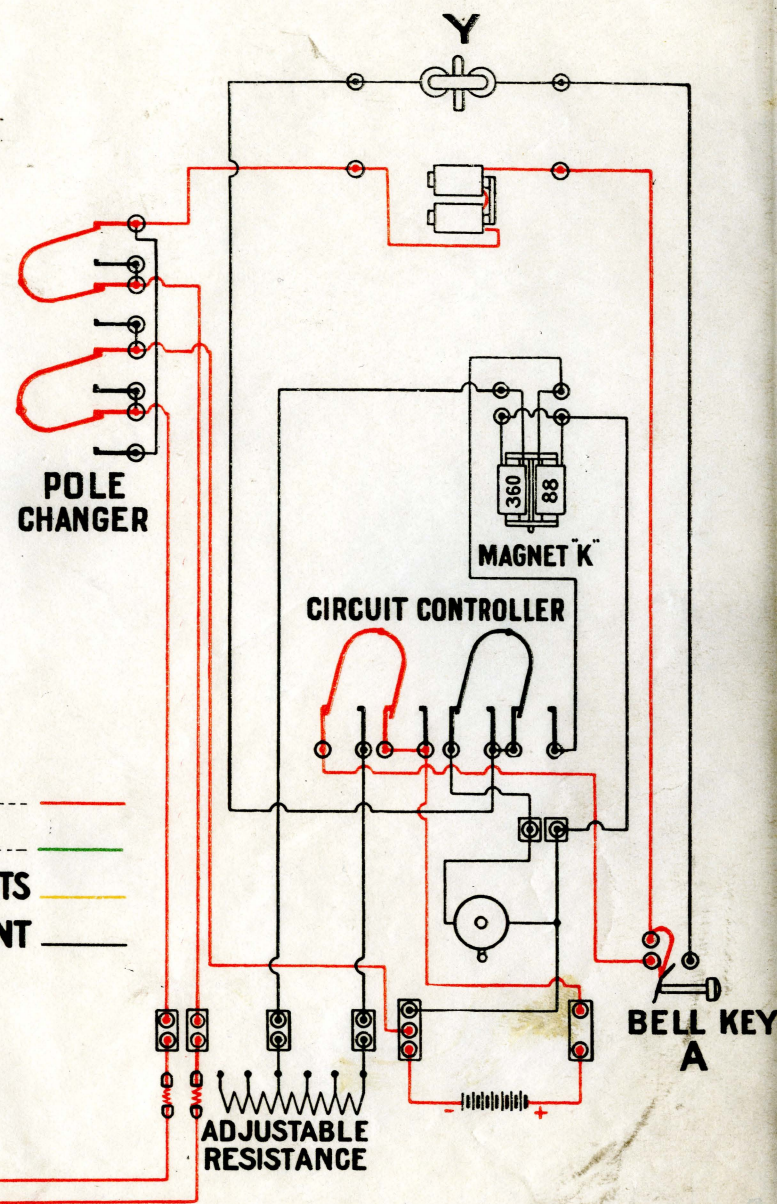 Y
POLE
CHANGER
360
88
MAGNET "K"
CIRCUIT CONTROLLER
TS
NT
BELL KEY
A
- +
ADJUSTABLE
RESISTANCE